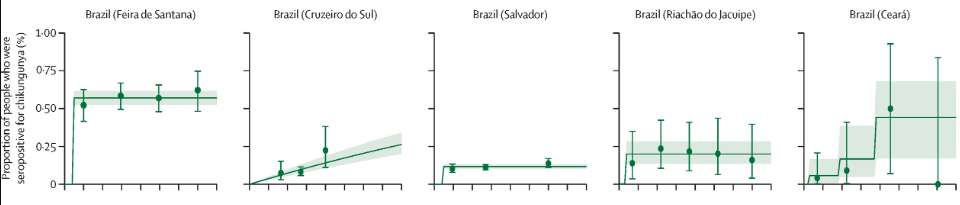 Brazil (Feira de Santana)
Brazil (Cruzeiro do Sul)
Brazil (Salvador)
Brazil (Riachão do Jacuipe)
Brazil (Ceará)
Proportion of people who were
seropositive for chikungunya (%)
1·00
0·75
0·50
0·25
0